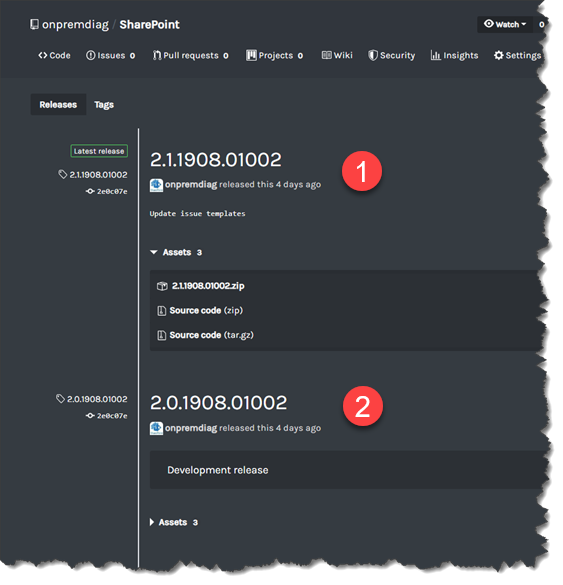 onpremdiag / SharePoint
Watch 0
Code Issues 0 Pull requests 0 Projects 0 Wiki Security Insights Settings
Releases Tags
Latest release
2.1.1908.01002
2e0c07e
2.1.1908.01002
1
onpremdiag released this 4 days ago
Update issue templates
Assets 3
2.1.1908.01002.zip
Source code (zip)
Source code (tar.gz)
2.0.1908.01002
2e0c07e
2.0.1908.01002
2
onpremdiag released this 4 days ago
Development release
Assets 3